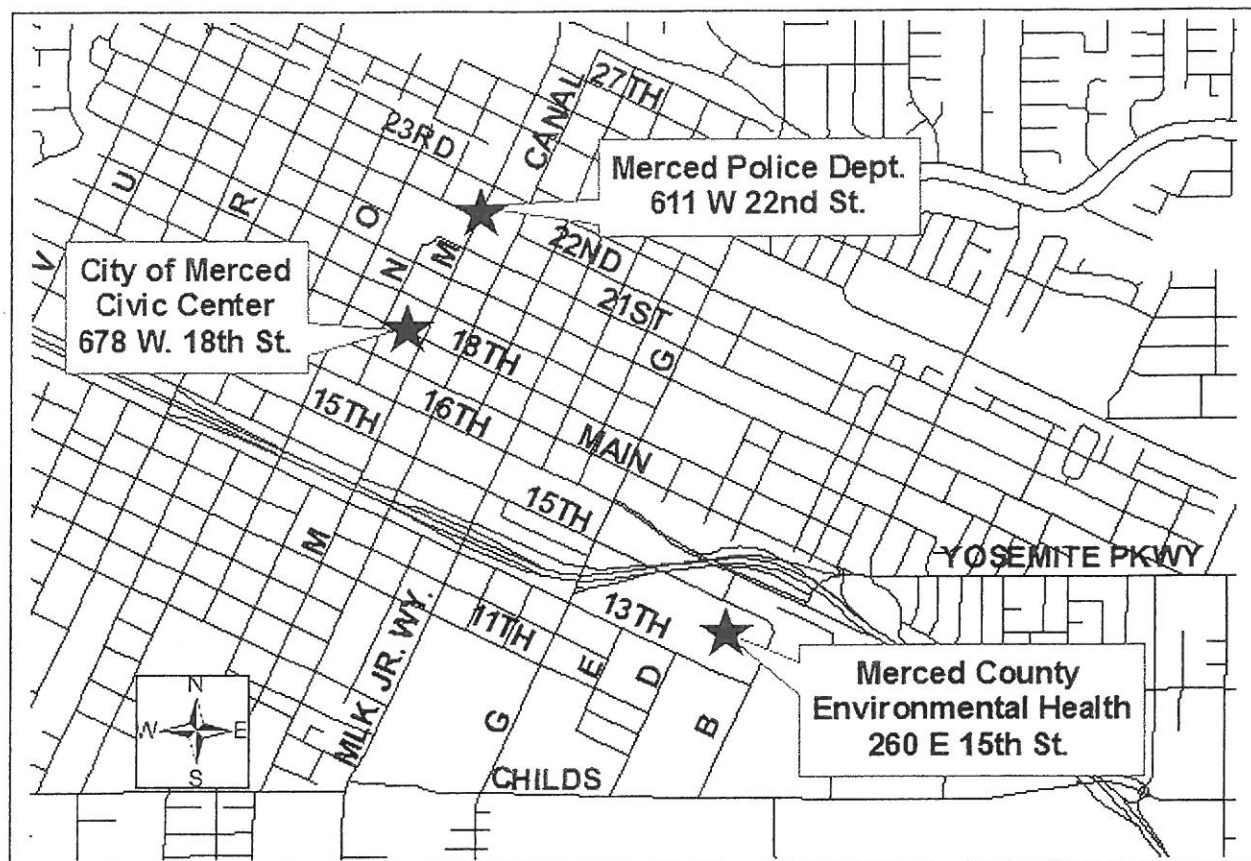 27TH
CANAL
23RD
Merced Police Dept.
611 W 22nd St.
U
R
O
V
N
M
22ND
City of Merced
Civic Center
678 W. 18th St.
21ST
G
18TH
15TH
16TH
MAIN
15TH
YOSEMITE PKWY
M
13TH
11TH
E
D
Merced County
Environmental Health
260 E 15th St.
MLK JR. WY.
G
B
N
W
E
S
CHILDS